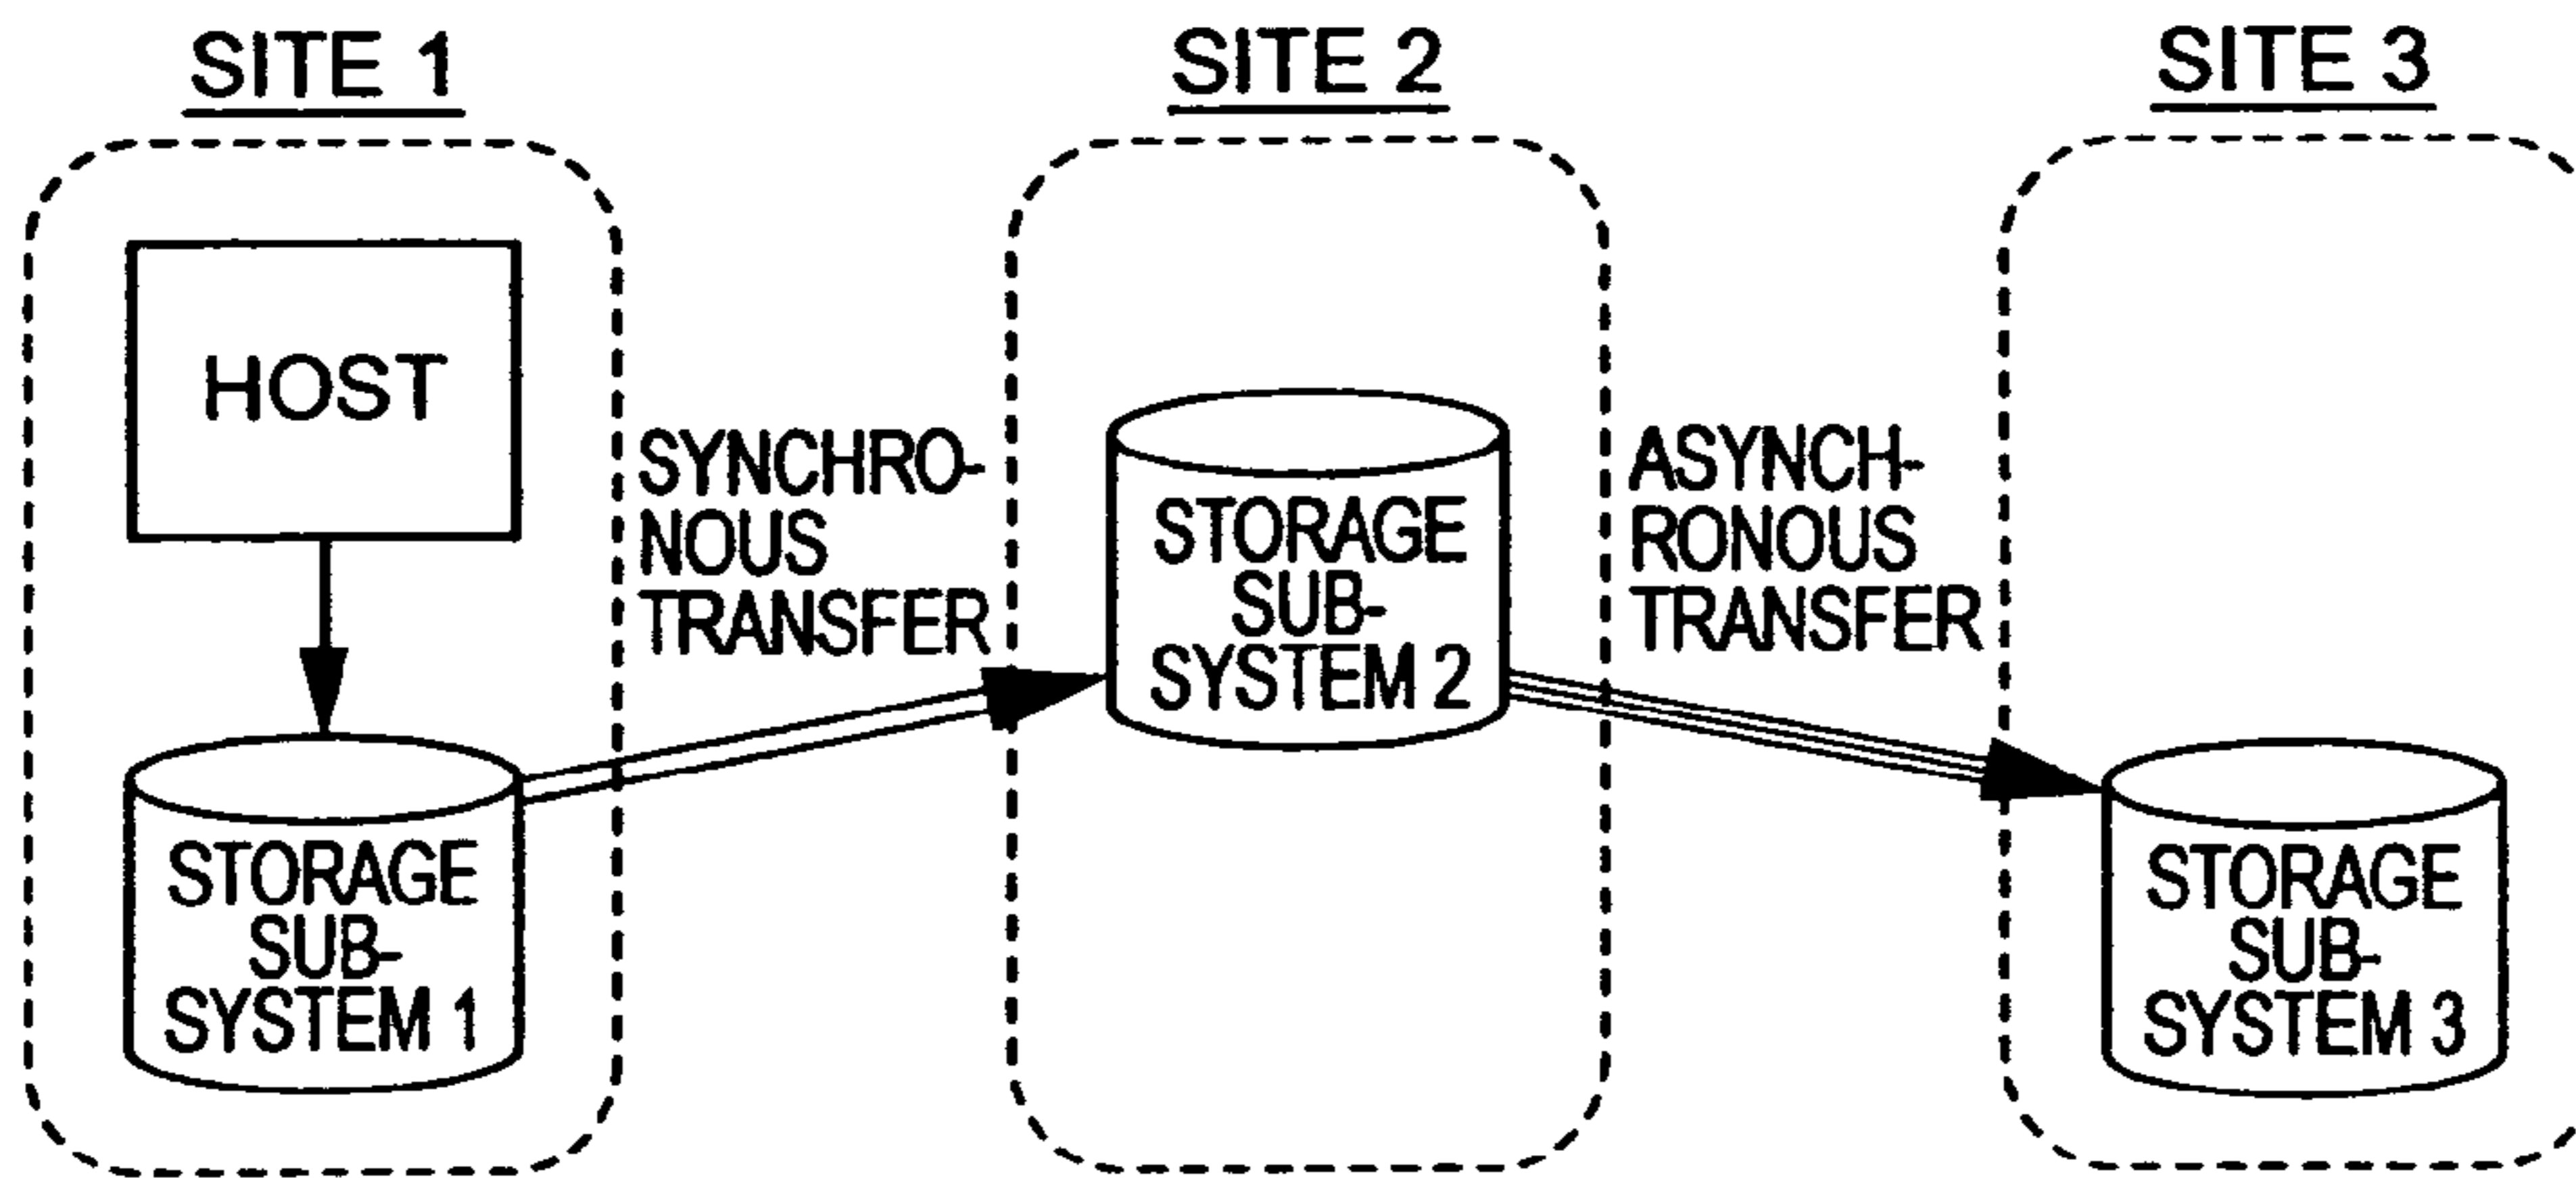 SITE 1
SITE 2
SITE 3
HOST
SYNCHRO-
NOUS
TRANSFER
STORAGE
SUB-
SYSTEM 1
STORAGE
SUB-
SYSTEM 2
ASYNCH-
RONOUS
TRANSFER
STORAGE
SUB-
SYSTEM 3